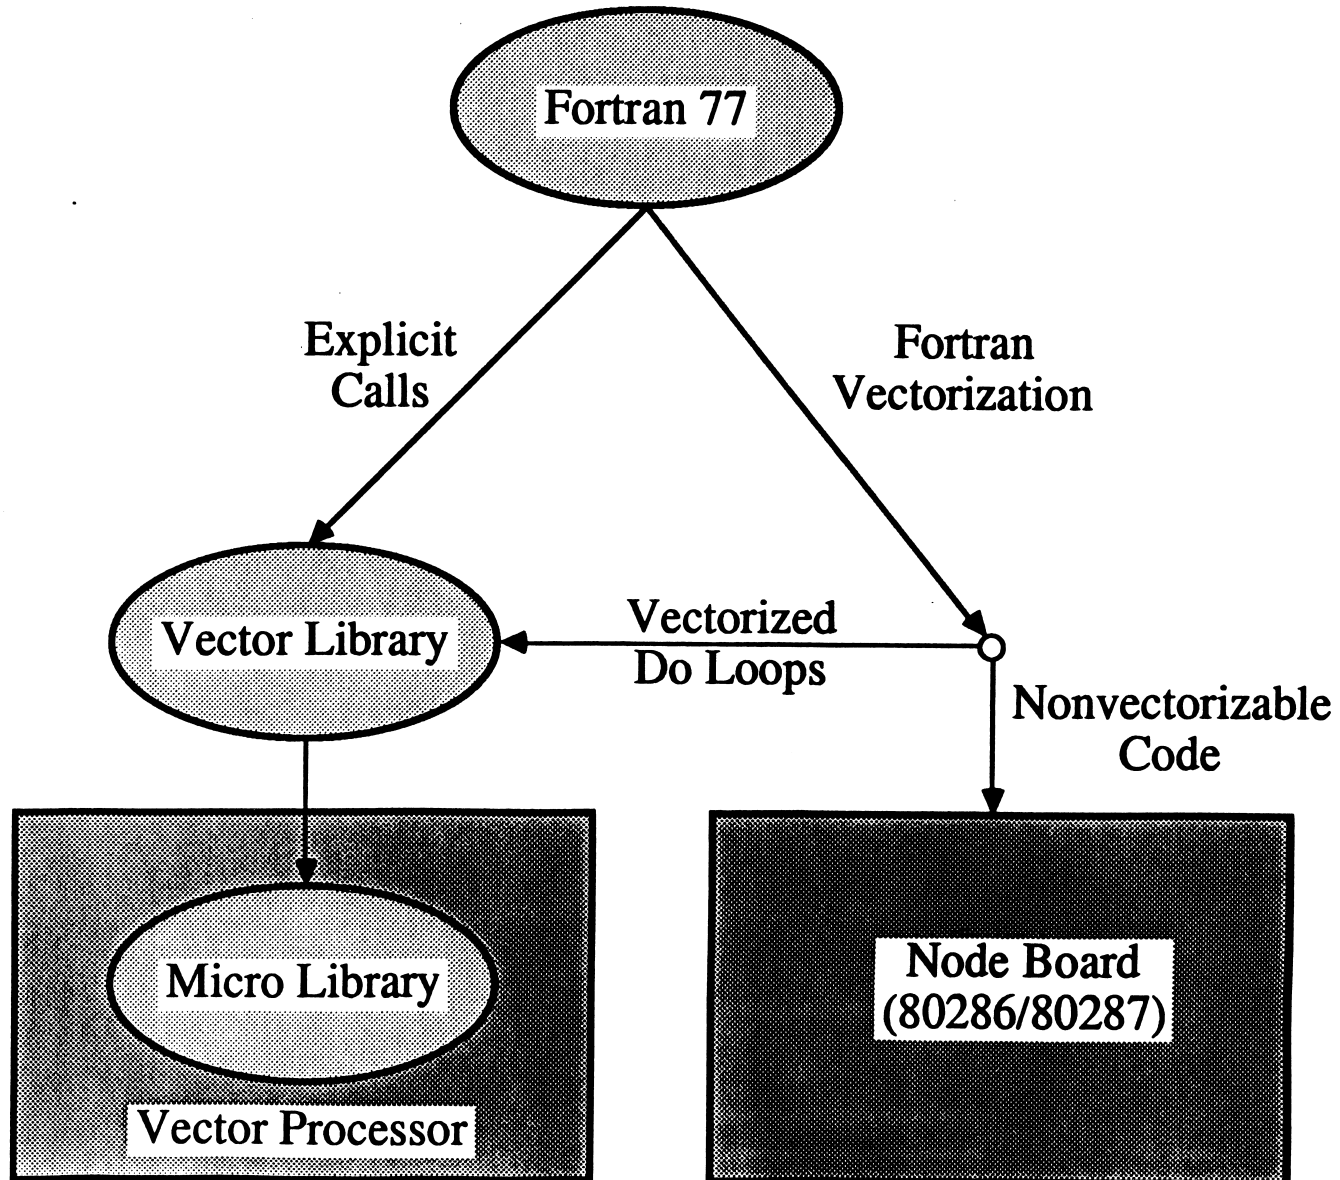 Fortran 77
Explicit
Calls
Fortran
Vectorization
Vector Library
Vectorized
Do Loops
Nonvectorizable
Code
Micro Library
Vector Processor
Node Board
(80286/80287)